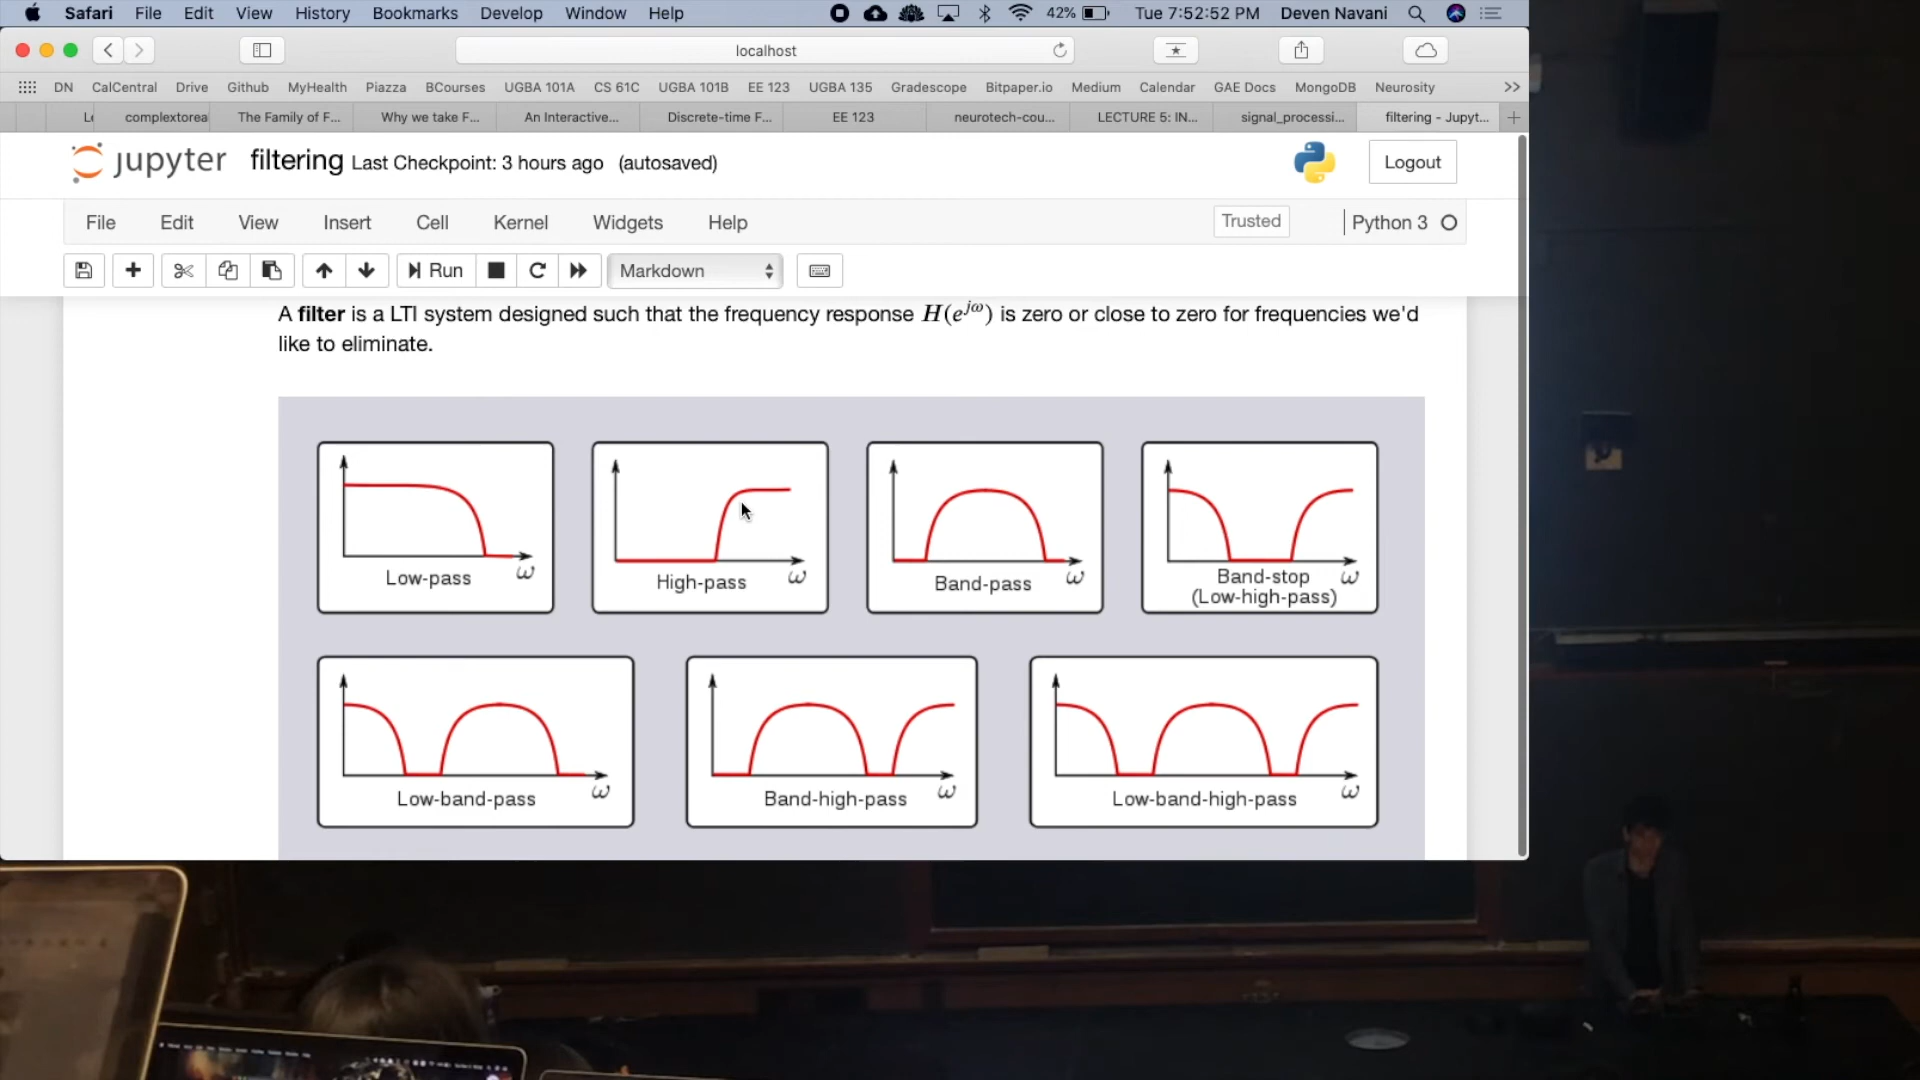 Safari File Edit View History Bookmarks Develop Window Help 42% Tue 7:52:52 PM Deven Navani
localhost
DN CalCentral Drive Github MyHealth Piazza BCourses UGBA 101A CS 61C UGBA 101B EE 123 UGBA 135 Gradescope Bitpaper.io Medium Calendar GAE Docs MongoDB Neurosity >>
complextorea The Family of F... Why we take F... An Interactive... Discrete-time F... EE 123 neurotech-cou... LECTURE 5: IN... signal_processi... filtering - Jupyt...
jupyter filtering Last Checkpoint: 3 hours ago (autosaved) Logout
File Edit View Insert Cell Kernel Widgets Help Trusted Python 3
Run Markdown
A filter is a LTI system designed such that the frequency response H(e^{jω}) is zero or close to zero for frequencies we'd
like to eliminate.
Low-pass ω
High-pass ω
Band-pass ω
Band-stop ω
(Low-high-pass)
Low-band-pass ω
Band-high-pass ω
Low-band-high-pass ω